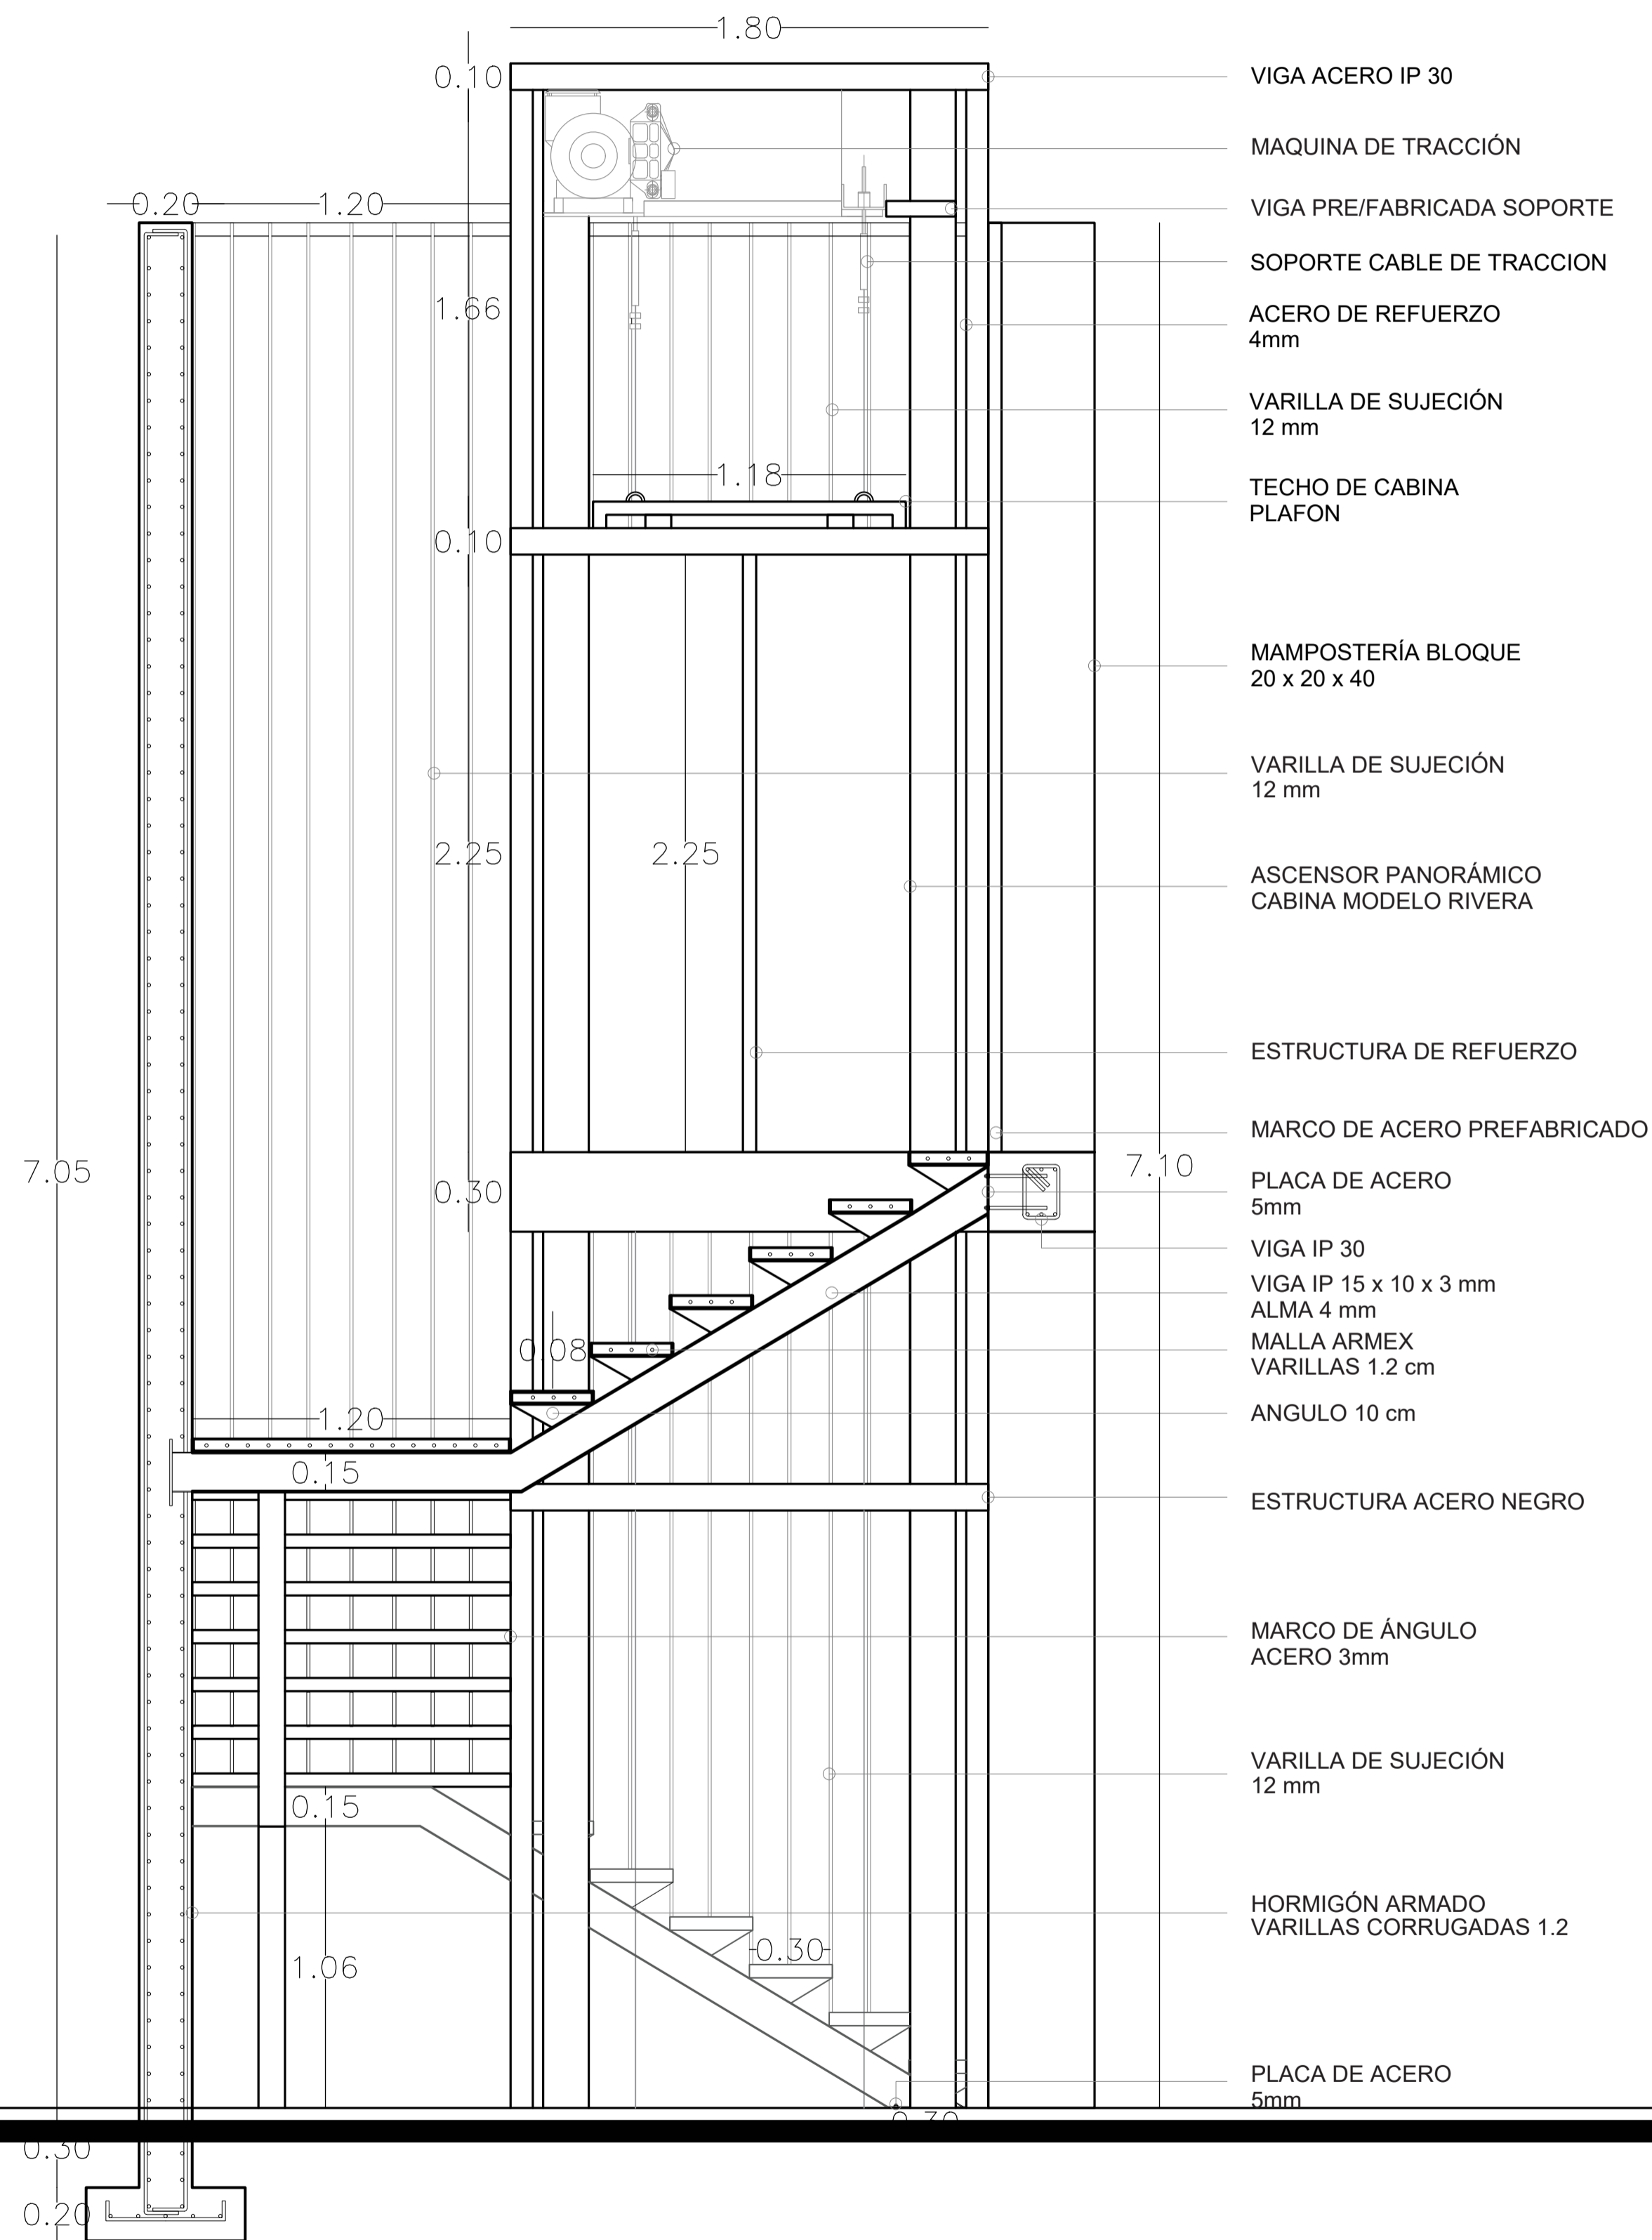 1.80
0.10
VIGA ACERO IP 30
MAQUINA DE TRACCIÓN
0.20
1.20
VIGA PRE/FABRICADA SOPORTE
SOPORTE CABLE DE TRACCION
1.66
ACERO DE REFUERZO
4mm
VARILLA DE SUJECIÓN
12 mm
1.18
TECHO DE CABINA
PLAFON
0.10
MAMPOSTERÍA BLOQUE
20 x 20 x 40
VARILLA DE SUJECIÓN
12 mm
2.25
2.25
ASCENSOR PANORÁMICO
CABINA MODELO RIVERA
ESTRUCTURA DE REFUERZO
MARCO DE ACERO PREFABRICADO
7.05
7.10
0.30
PLACA DE ACERO
5mm
VIGA IP 30
VIGA IP 15 x 10 x 3 mm
ALMA 4 mm
0.08
MALLA ARMEX
VARILLAS 1.2 cm
1.20
ANGULO 10 cm
0.15
ESTRUCTURA ACERO NEGRO
MARCO DE ÁNGULO
ACERO 3mm
VARILLA DE SUJECIÓN
12 mm
0.15
HORMIGÓN ARMADO
VARILLAS CORRUGADAS 1.2
0.30
1.06
PLACA DE ACERO
5mm
0.30
0.30
0.20